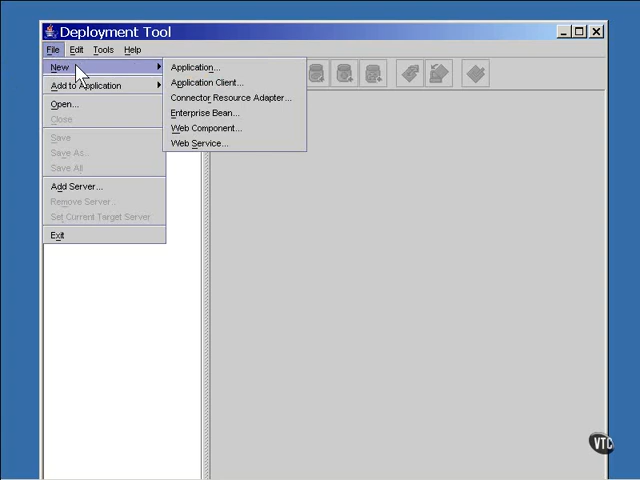 Deployment Tool
File Edit Tools Help
New
Add to Application
Open...
Close
Save
Save As...
Save All
Add Server...
Remove Server...
Set Current Target Server
Exit
Application...
Application Client...
Connector Resource Adapter...
Enterprise Bean...
Web Component...
Web Service...
VTC